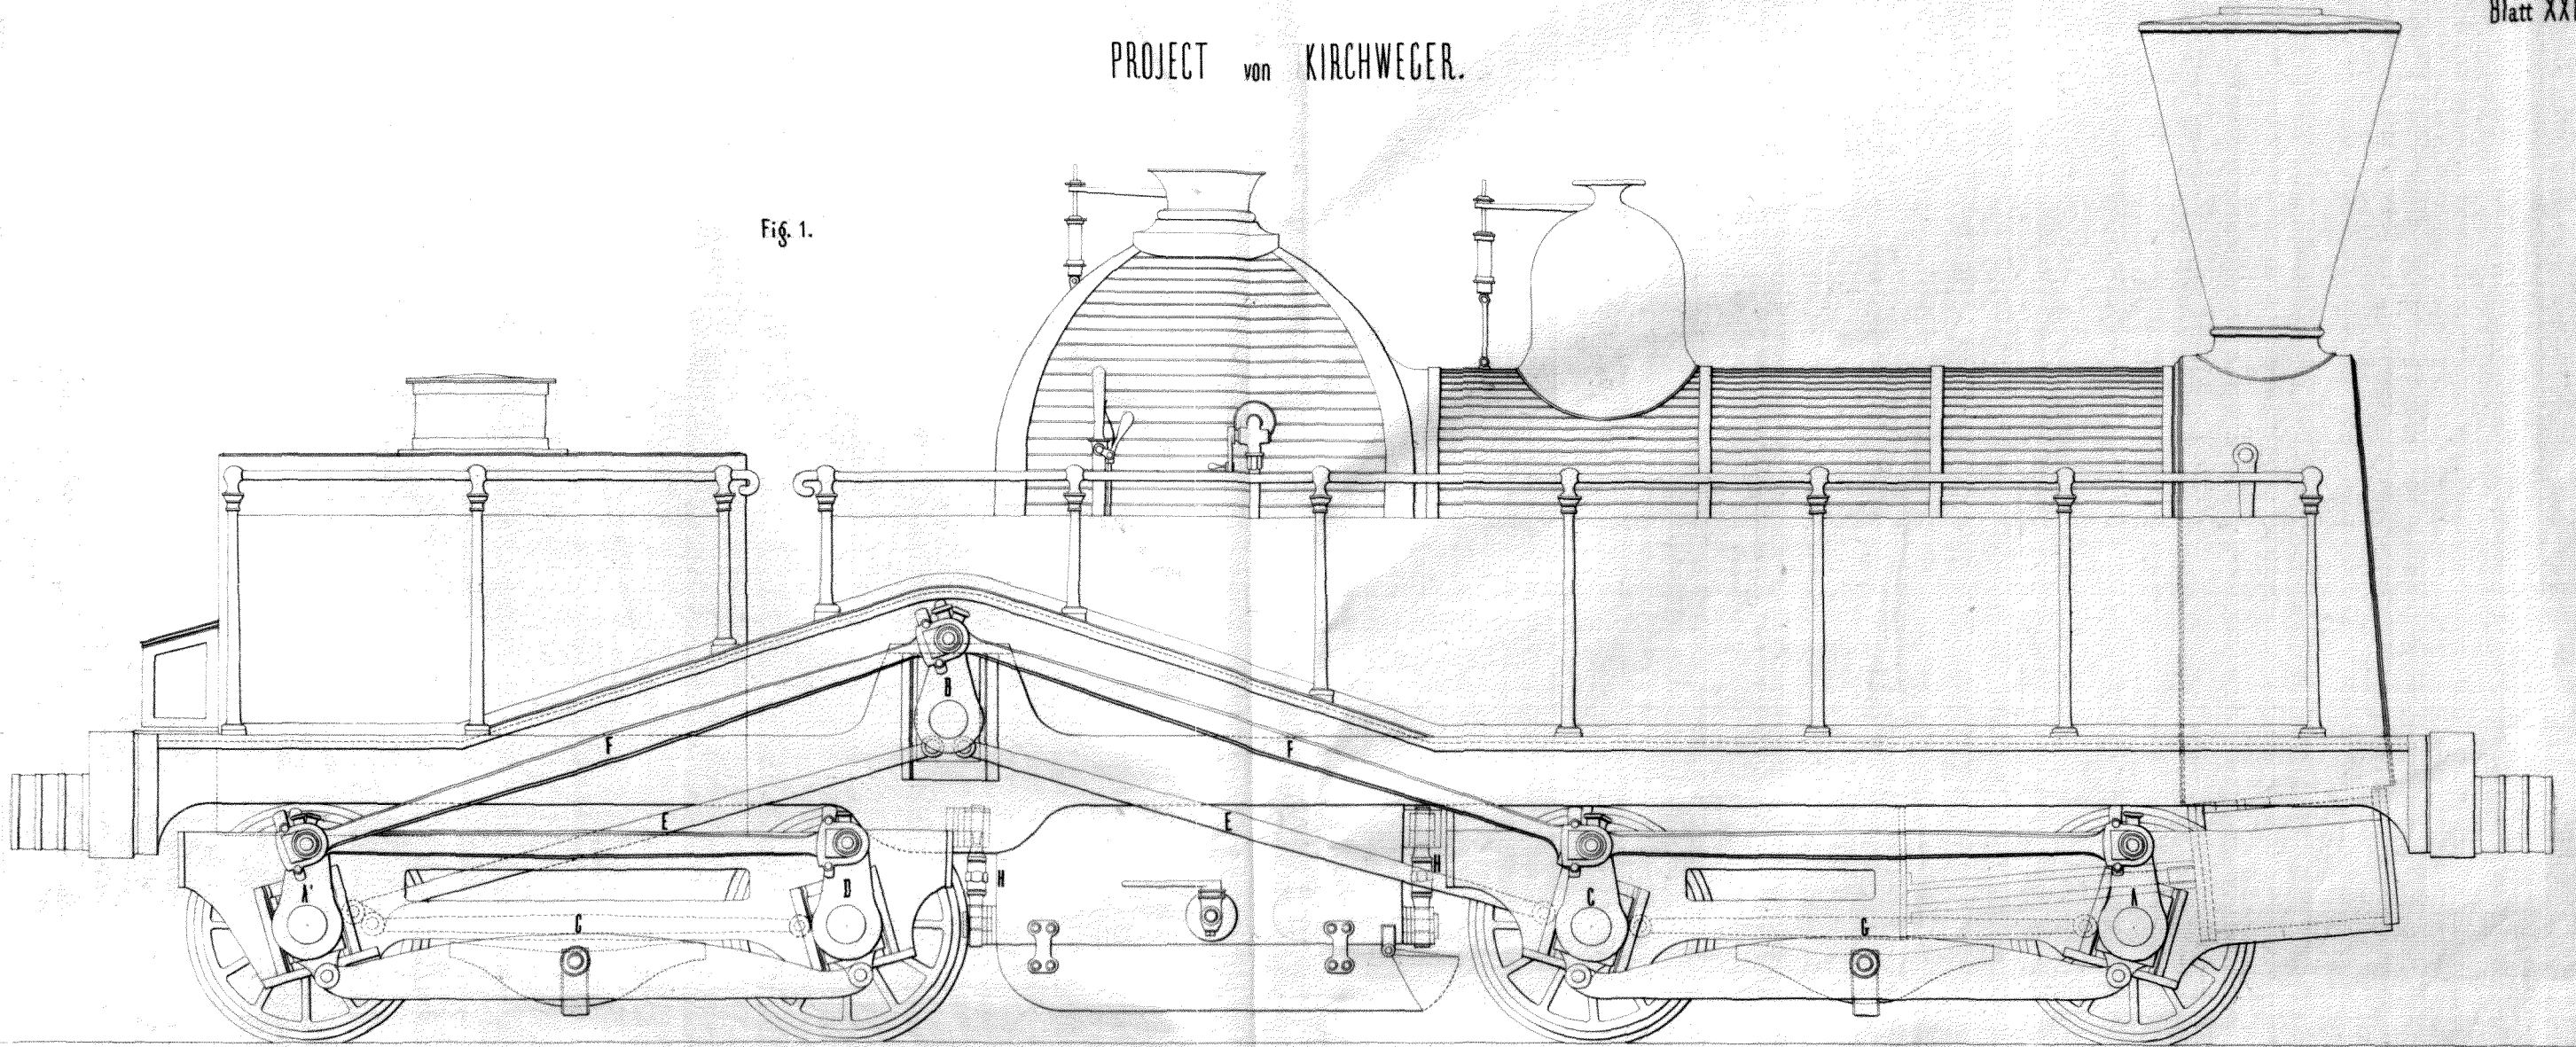 Blatt XX
PROJECT von KIRCHWEGER.
Fig. 1.
B
F
F
E
E
H
H
A'
D
C
A
G
G